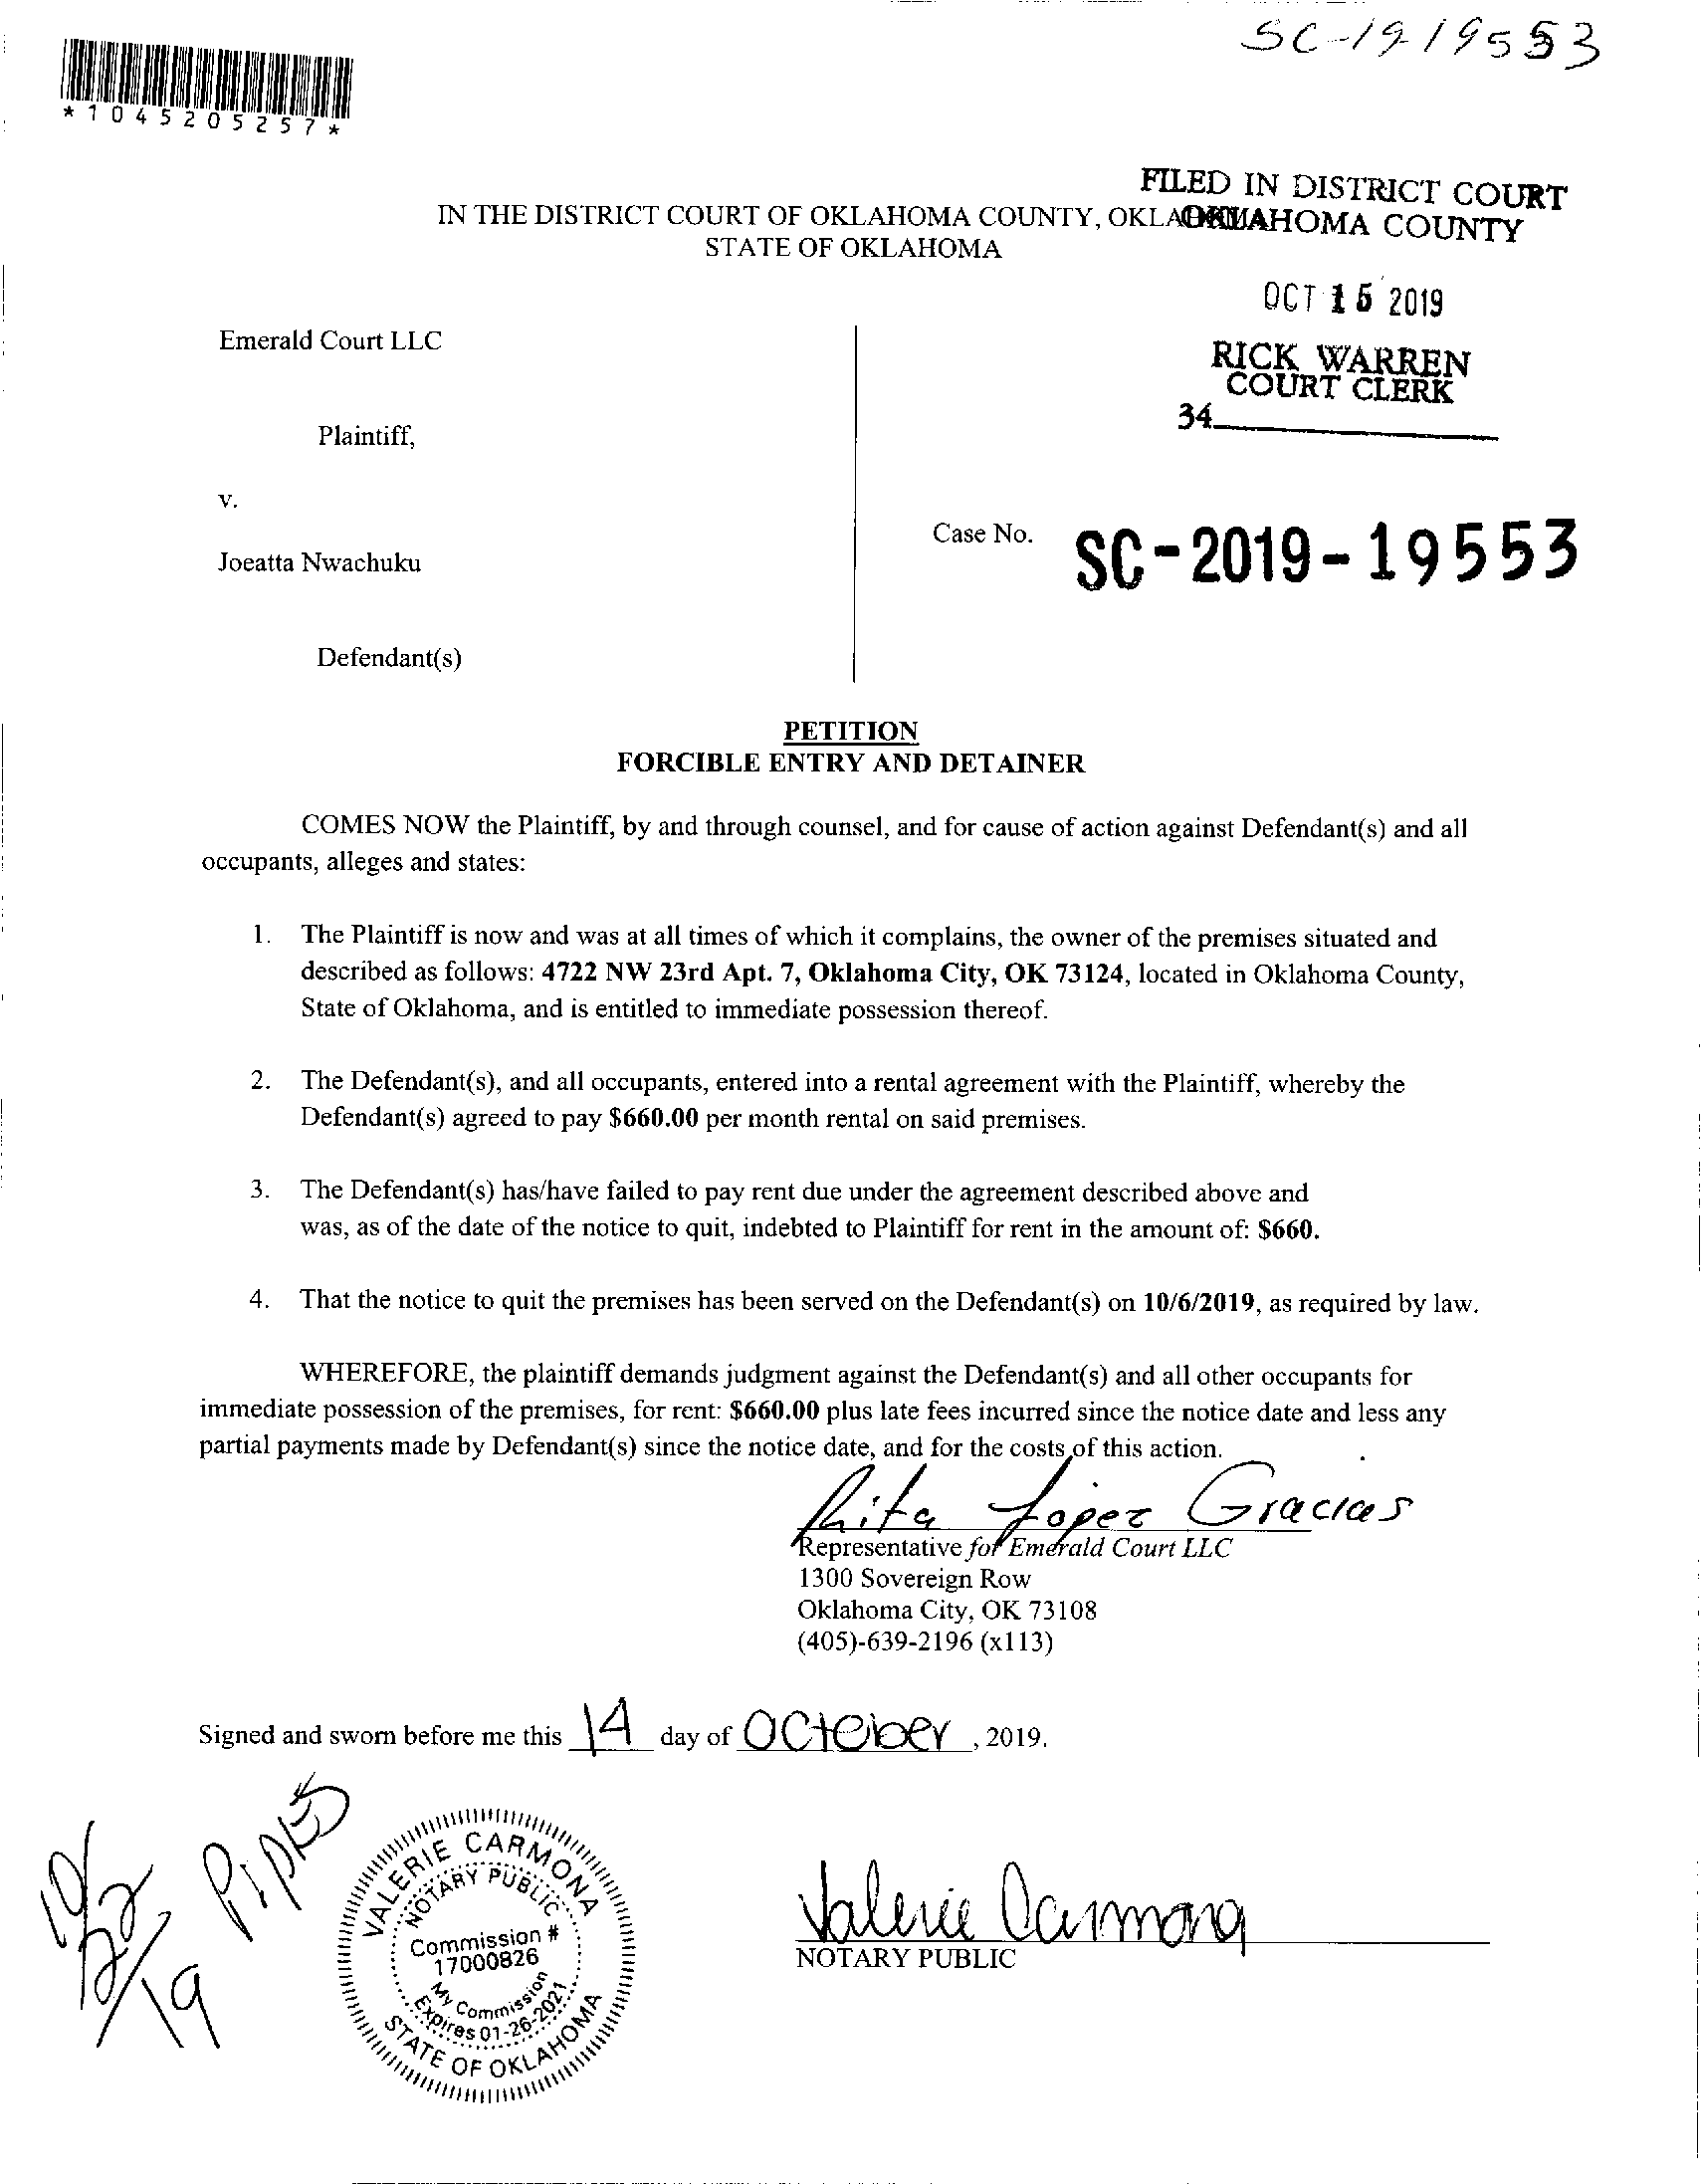 SC-19-19553
*1045205257*
FILED IN DISTRICT COURT
OKLAHOMA COUNTY
IN THE DISTRICT COURT OF OKLAHOMA COUNTY,
STATE OF OKLAHOMA
OCT 15 2019
RICK WARREN
COURT CLERK
34
Emerald Court LLC
Plaintiff,
v.
Case No. SC-2019-19553
Joeatta Nwachuku
Defendant(s)
PETITION
FORCIBLE ENTRY AND DETAINER
COMES NOW the Plaintiff, by and through counsel, and for cause of action against Defendant(s) and all
occupants, alleges and states:
1. The Plaintiff is now and was at all times of which it complains, the owner of the premises situated and
described as follows: 4722 NW 23rd Apt. 7, Oklahoma City, OK 73124, located in Oklahoma County,
State of Oklahoma, and is entitled to immediate possession thereof.
2. The Defendant(s), and all occupants, entered into a rental agreement with the Plaintiff, whereby the
Defendant(s) agreed to pay $660.00 per month rental on said premises.
3. The Defendant(s) has/have failed to pay rent due under the agreement described above and
was, as of the date of the notice to quit, indebted to Plaintiff for rent in the amount of: $660.
4. That the notice to quit the premises has been served on the Defendant(s) on 10/6/2019, as required by law.
WHEREFORE, the plaintiff demands judgment against the Defendant(s) and all other occupants for
immediate possession of the premises, for rent: $660.00 plus late fees incurred since the notice date and less any
partial payments made by Defendant(s) since the notice date, and for the costs of this action.
Rita Lopez Gracias
Representative for Emerald Court LLC
1300 Sovereign Row
Oklahoma City, OK 73108
(405)-639-2196 (x113)
Signed and sworn before me this 14 day of October, 2019.
10/22/19
Pipkes
VALERIE CARMONA
NOTARY PUBLIC
Commission #
17000826
My Commission
Expires 01-26-2021
STATE OF OKLAHOMA
Valerie Carmona
NOTARY PUBLIC